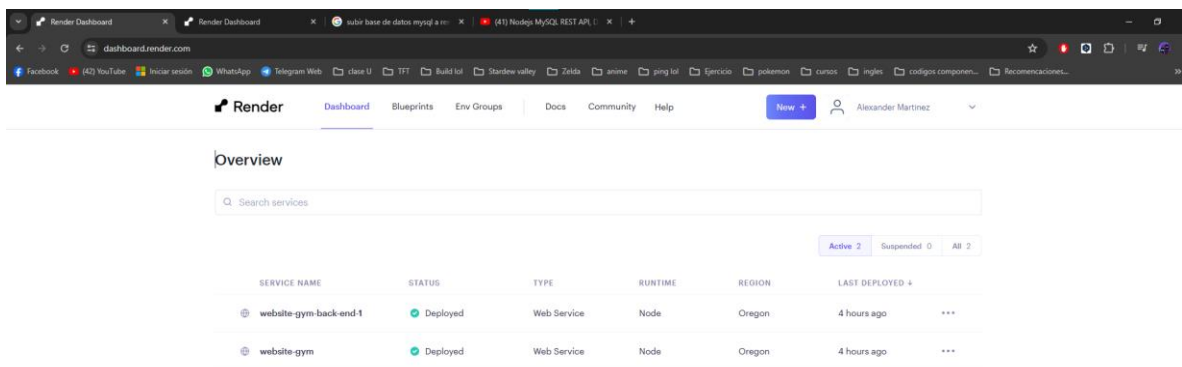 Render Dashboard Render Dashboard subir base de datos mysql a re (41) Nodejs MySQL REST API,
dashboard.render.com
Facebook (42) YouTube Iniciar sesión WhatsApp Telegram Web clase U TFT Build lol Stardew valley Zelda anime ping lol Ejercicio pokemon cursos ingles codigos componen... Recomencaciones...
Render Dashboard Blueprints Env Groups Docs Community Help New + Alexander Martinez
Overview
Search services
Active 2 Suspended 0 All 2
SERVICE NAME STATUS TYPE RUNTIME REGION LAST DEPLOYED
website-gym-back-end-1 Deployed Web Service Node Oregon 4 hours ago
website-gym Deployed Web Service Node Oregon 4 hours ago